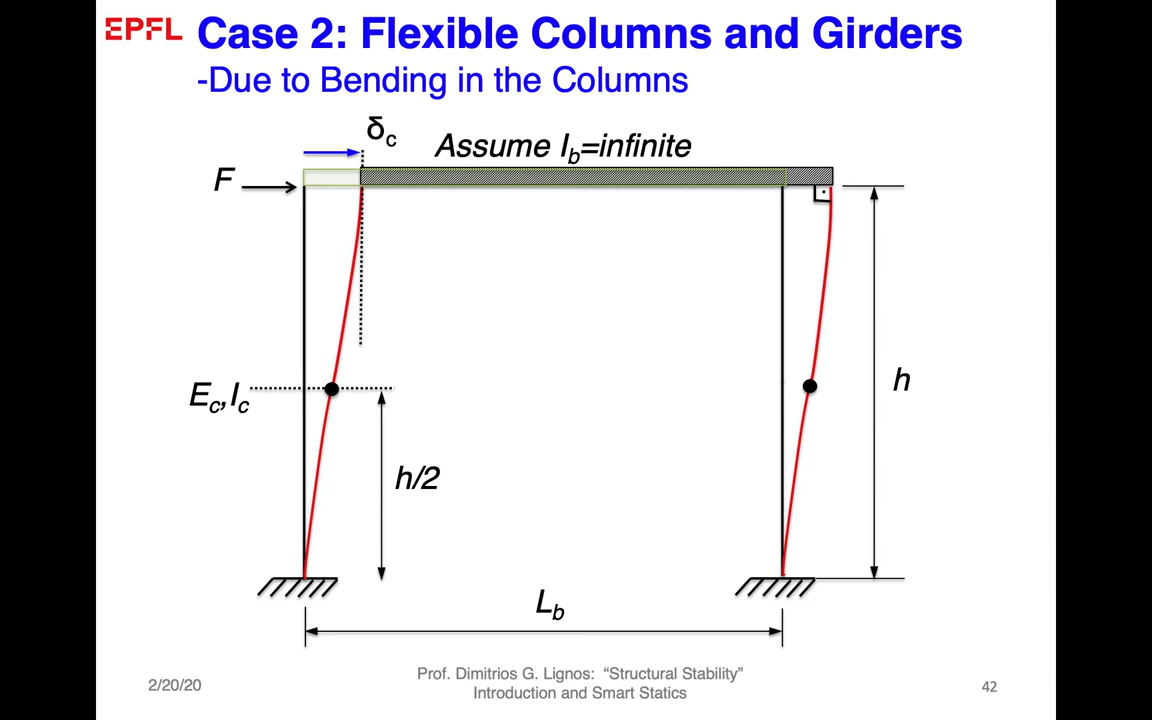 EPFL Case 2: Flexible Columns and Girders
-Due to Bending in the Columns
δc
Assume Ib=infinite
F
Ec,Ic
h
h/2
Lb
2/20/20
Prof. Dimitrios G. Lignos: “Structural Stability”
Introduction and Smart Statics
42